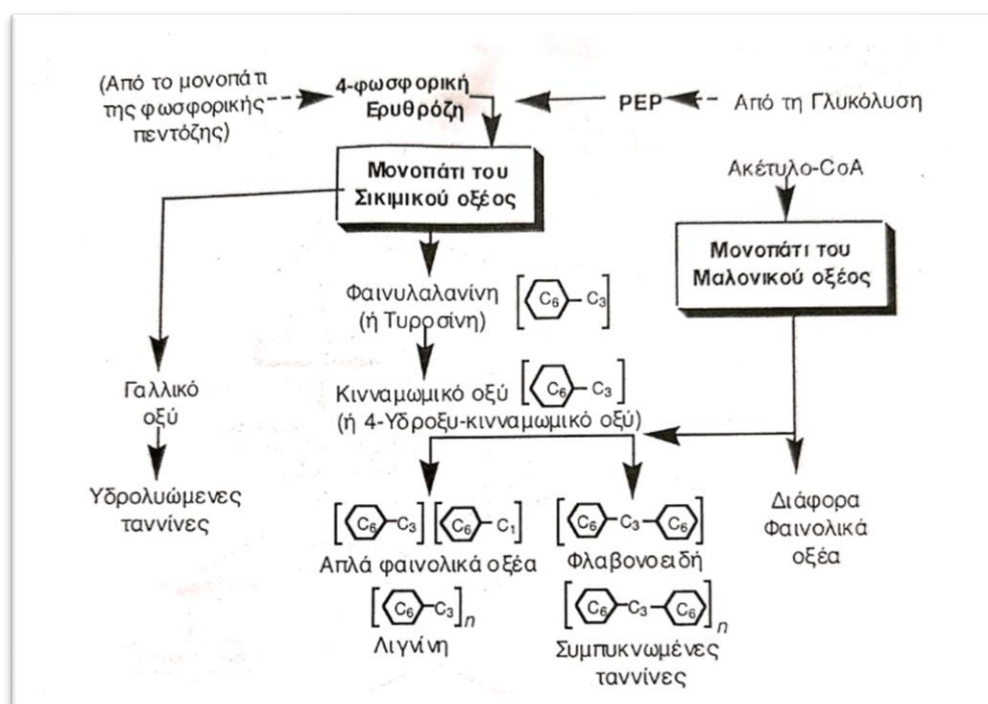 (Από το μονοπάτι
της φωσφορικής
πεντόζης)
4-φωσφορική
Ερυθρόζη
PEP
Από τη Γλυκόλυση
Μονοπάτι του
Σικιμικού οξέος
Ακέτυλο-CoA
Μονοπάτι του
Μαλονικού οξέος
Φαινυλαλανίνη
(ή Τυροσίνη)
[C6 – C3]
Γαλλικό
οξύ
Κινναμωμικό οξύ [C6 – C3]
(ή 4-Υδροξυ-κινναμωμικό οξύ)
Υδρολυώμενες
ταννίνες
[C6 – C3] [C6 – C1]
Απλά φαινολικά οξέα
[C6 – C3]n
Λιγνίνη
[C6 – C3 – C6]
Φλαβονοειδή
[C6 – C3 – C6]n
Συμπυκνωμένες
ταννίνες
Διάφορα
Φαινολικά
οξέα